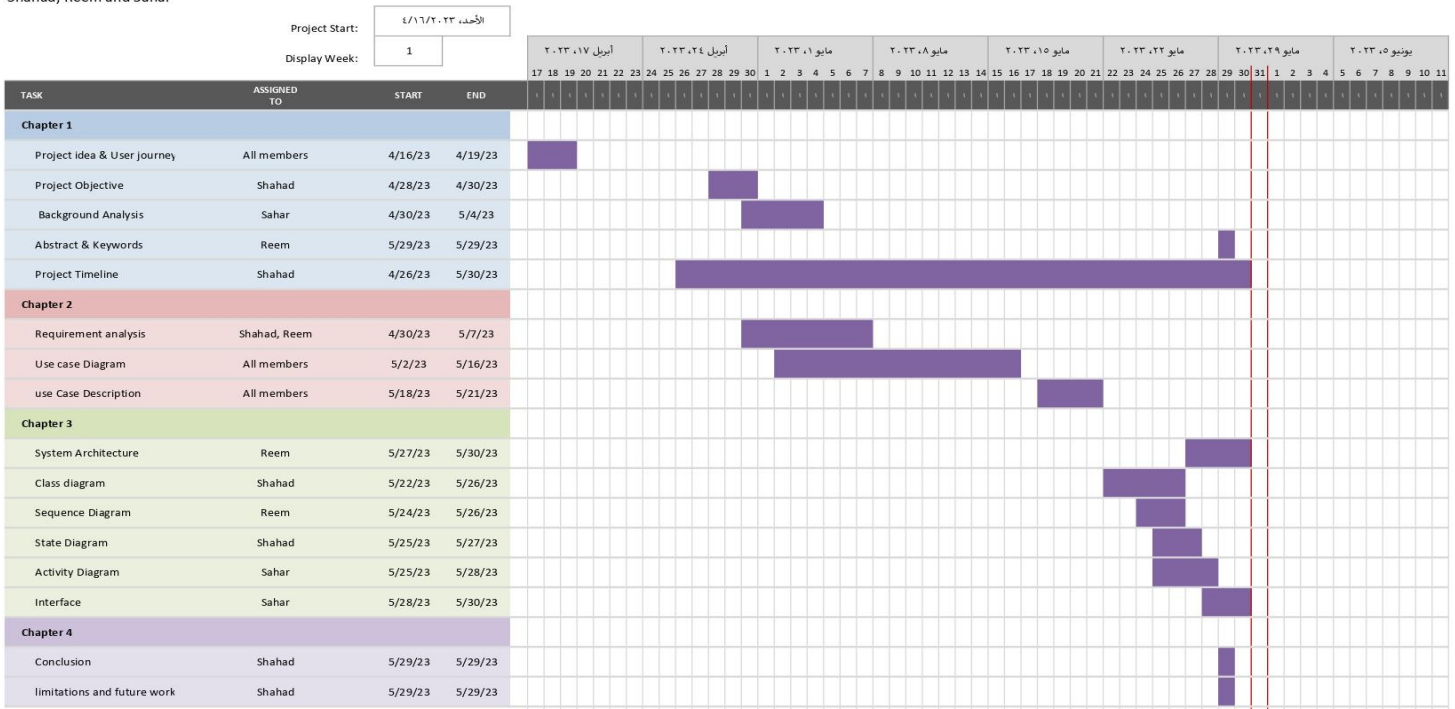 Shahad, Reem and Sahar
Project Start: الأحد، ٤/١٦/٢٠٢٣
Display Week: 1
أبريل ١٧، ٢٠٢٣ أبريل ٢٤، ٢٠٢٣ مايو ١، ٢٠٢٣ مايو ٨، ٢٠٢٣ مايو ١٥، ٢٠٢٣ مايو ٢٢، ٢٠٢٣ مايو ٢٩، ٢٠٢٣ يونيو ٥، ٢٠٢٣
17 18 19 20 21 22 23 24 25 26 27 28 29 30 1 2 3 4 5 6 7 8 9 10 11 12 13 14 15 16 17 18 19 20 21 22 23 24 25 26 27 28 29 30 31 1 2 3 4 5 6 7 8 9 10 11
TASK ASSIGNED TO START END
Chapter 1
Project idea & User journey All members 4/16/23 4/19/23
Project Objective Shahad 4/28/23 4/30/23
Background Analysis Sahar 4/30/23 5/4/23
Abstract & Keywords Reem 5/29/23 5/29/23
Project Timeline Shahad 4/26/23 5/30/23
Chapter 2
Requirement analysis Shahad, Reem 4/30/23 5/7/23
Use case Diagram All members 5/2/23 5/16/23
use Case Description All members 5/18/23 5/21/23
Chapter 3
System Architecture Reem 5/27/23 5/30/23
Class diagram Shahad 5/22/23 5/26/23
Sequence Diagram Reem 5/24/23 5/26/23
State Diagram Shahad 5/25/23 5/27/23
Activity Diagram Sahar 5/25/23 5/28/23
Interface Sahar 5/28/23 5/30/23
Chapter 4
Conclusion Shahad 5/29/23 5/29/23
limitations and future work Shahad 5/29/23 5/29/23